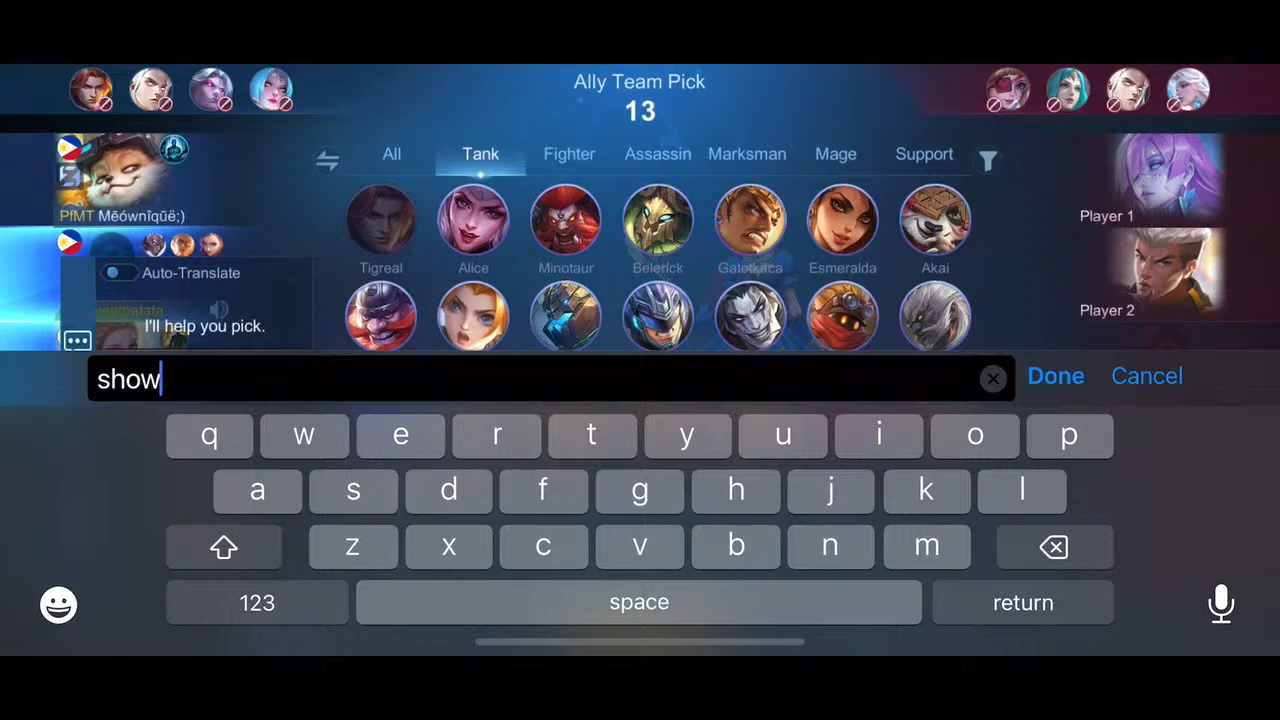 Ally Team Pick
13
All Tank Fighter Assassin Marksman Mage Support
PfMT Mēównîqūë;)
Player 1
Auto-Translate
Tigreal Alice Minotaur Belerick Gatotkaca Esmeralda Akai
I'll help you pick.
Player 2
show
Done Cancel
q w e r t y u i o p
a s d f g h j k l
z x c v b n m
123 space return